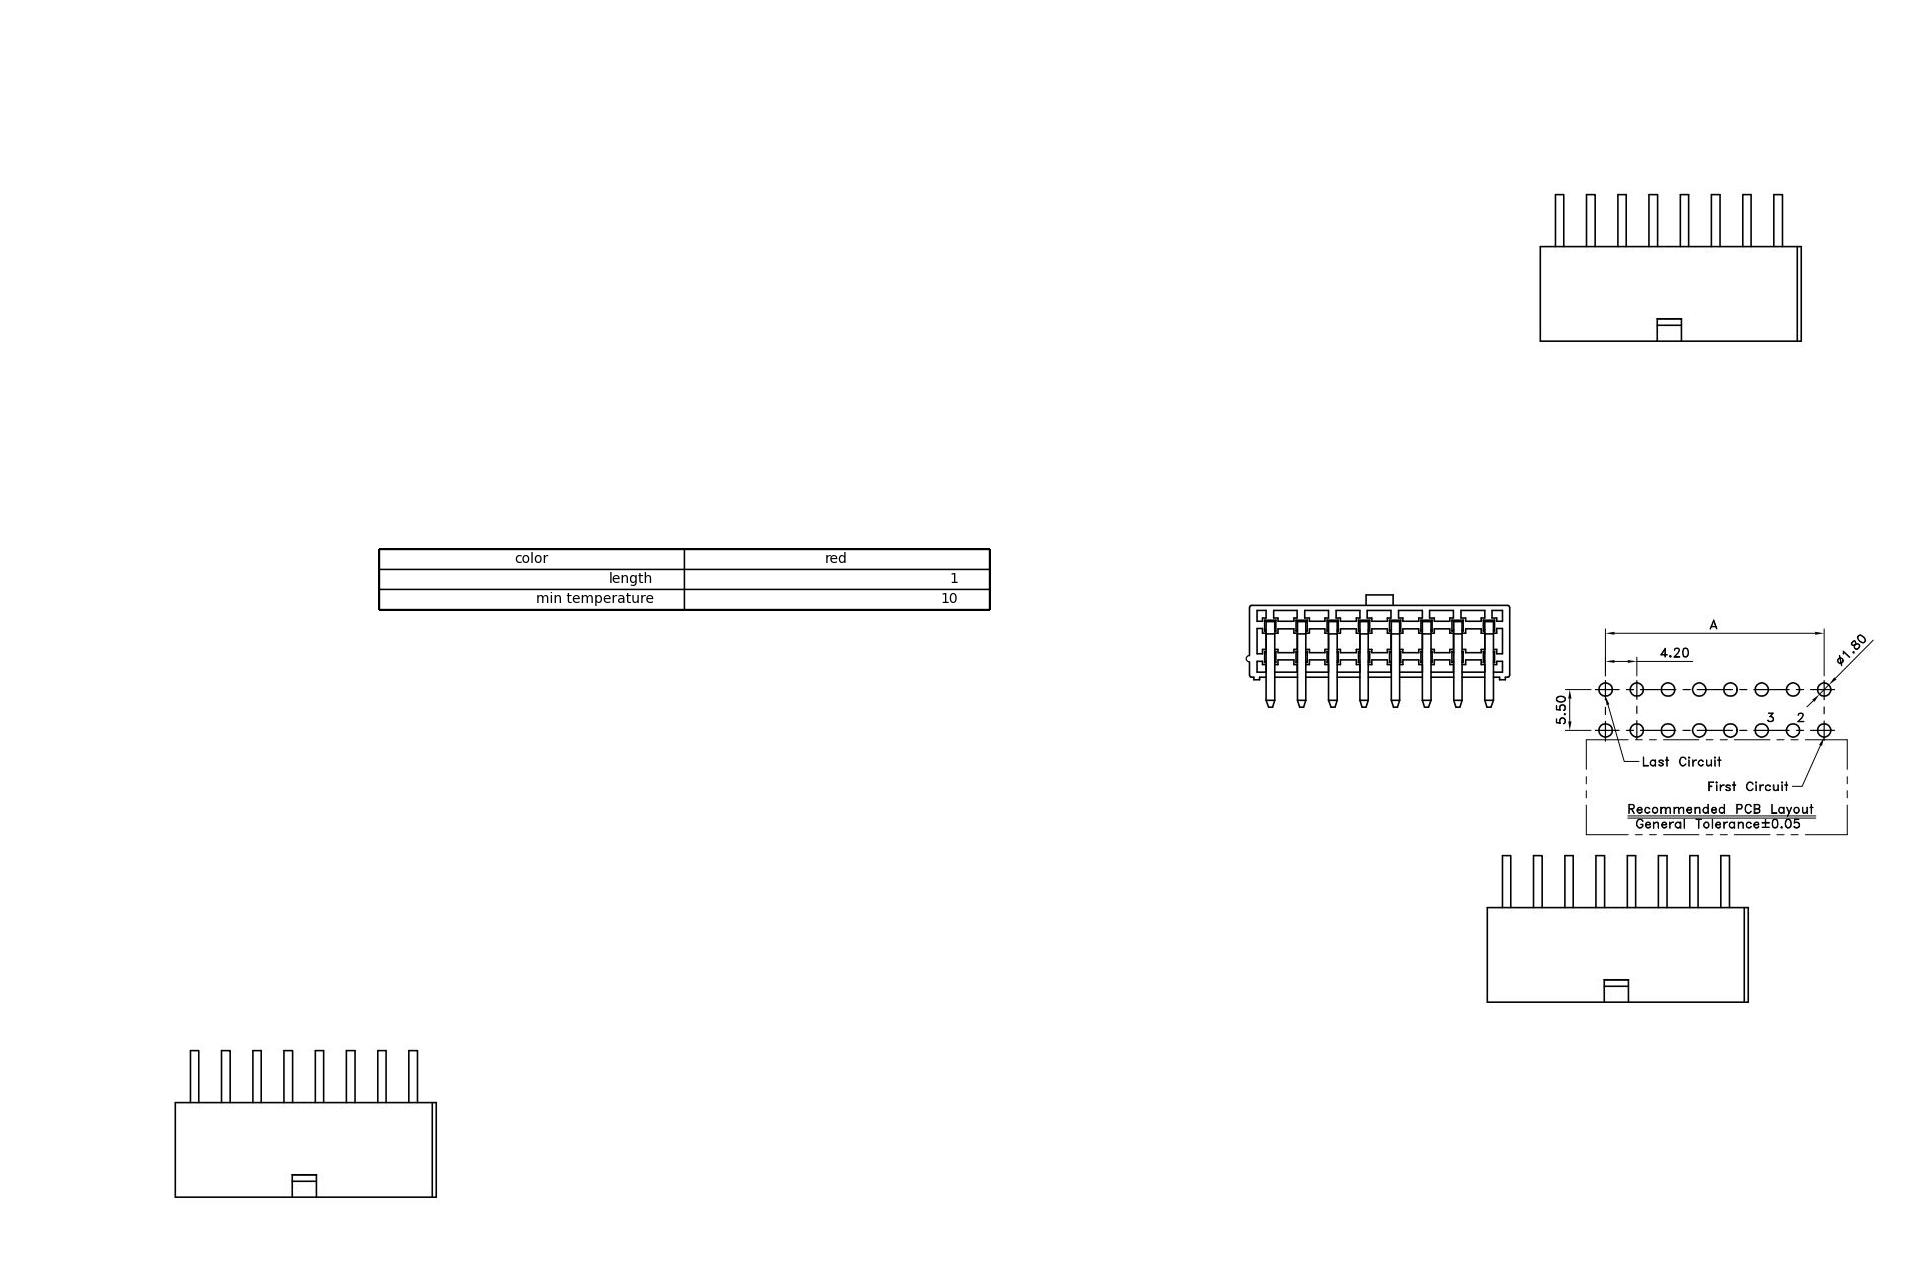 color red
length 1
min temperature 10
A
4.20
ø1.80
5.50
3 2
Last Circuit
First Circuit
Recommended PCB Layout
General Tolerance±0.05